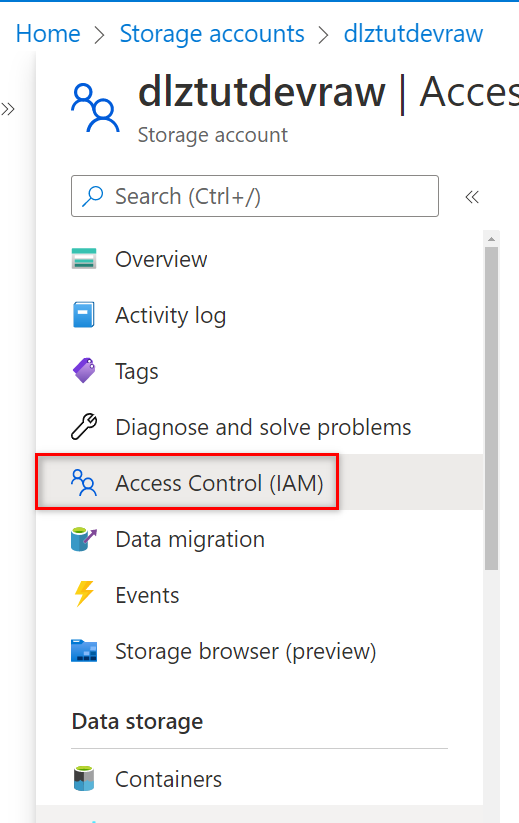 Home > Storage accounts > dlztutdevraw
dlztutdevraw | Acces
Storage account
Search (Ctrl+/)
Overview
Activity log
Tags
Diagnose and solve problems
Access Control (IAM)
Data migration
Events
Storage browser (preview)
Data storage
Containers